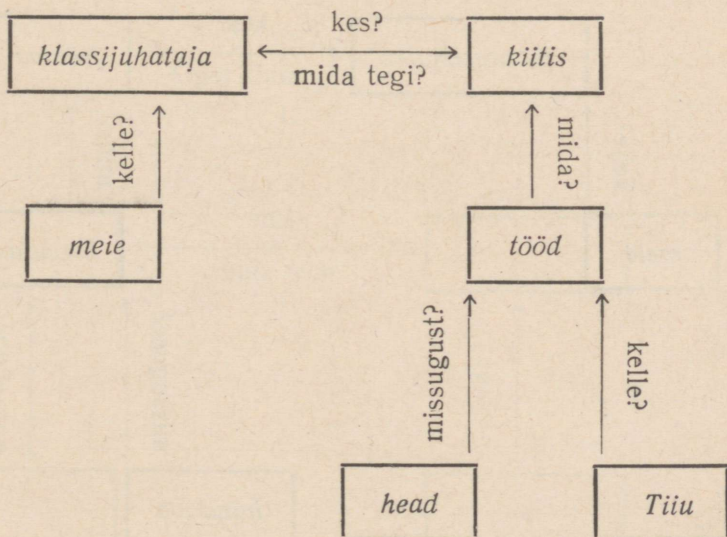 kes?
klassijuhataja
kiitis
mida tegi?
kelle?
mida?
meie
tööd
missugust?
kelle?
head
Tiiu